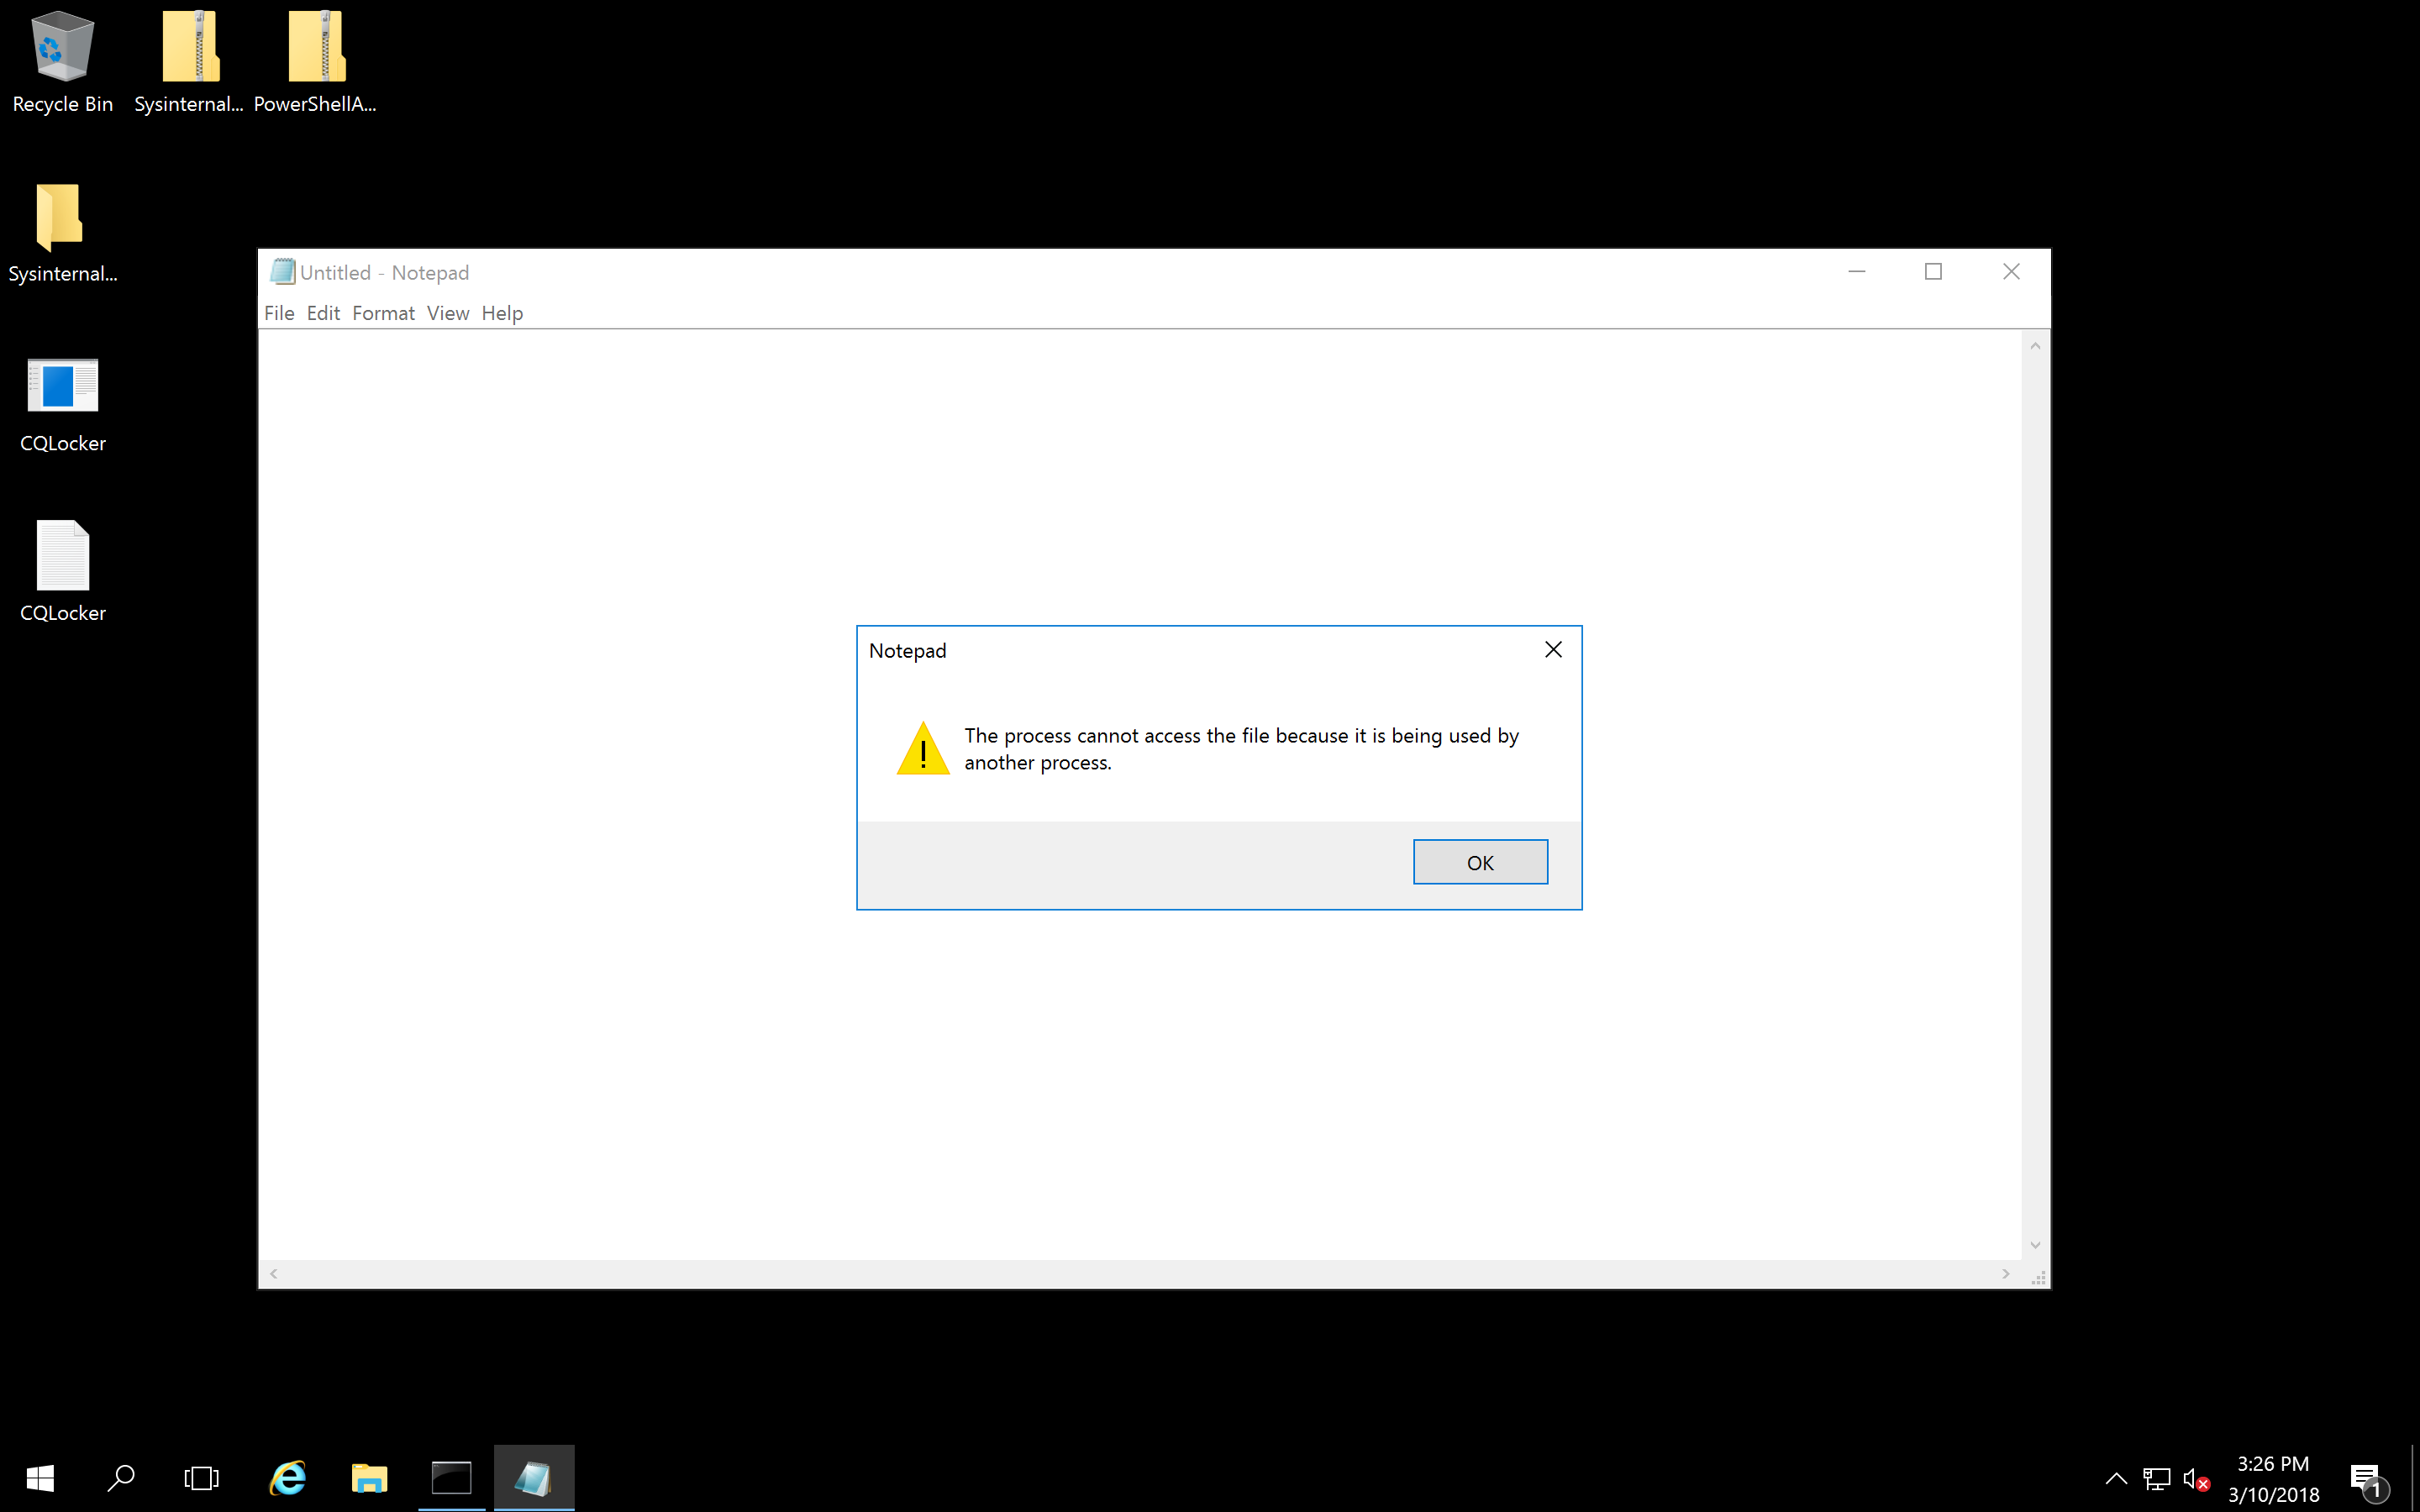 Recycle Bin
Sysinternal...
PowerShellA...
Sysinternal...
CQLocker
CQLocker
Untitled - Notepad
File Edit Format View Help
Notepad
The process cannot access the file because it is being used by
another process.
OK
3:26 PM
3/10/2018
1